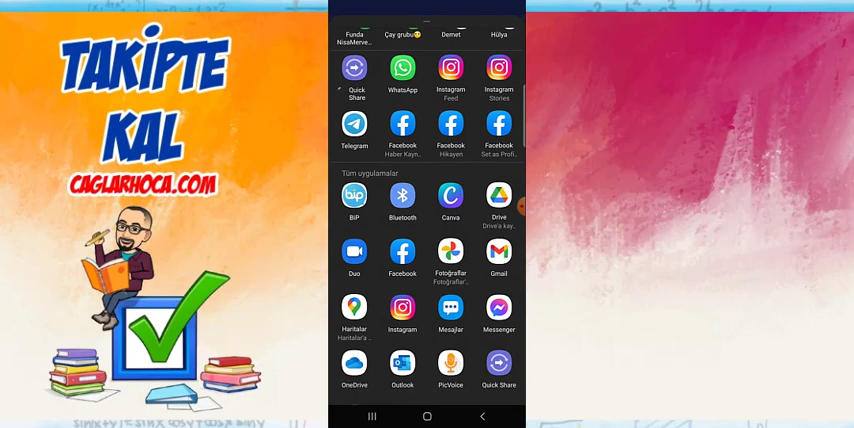 TAKİPTE
KAL
CAGLARHOCA.COM
Funda
NisaMerve...
Çay grubu
Demet
Hülya
Quick
Share
WhatsApp
Instagram
Feed
Instagram
Stories
Telegram
Facebook
Haber Kayn..
Facebook
Hikayen
Facebook
Set as Profi..
Tüm uygulamalar
BiP
Bluetooth
Canva
Drive
Drive'a kay..
Duo
Facebook
Fotoğraflar
Fotoğraflar'..
Gmail
Haritalar
Haritalar'a ..
Instagram
Mesajlar
Messenger
OneDrive
Outlook
PicVoice
Quick Share